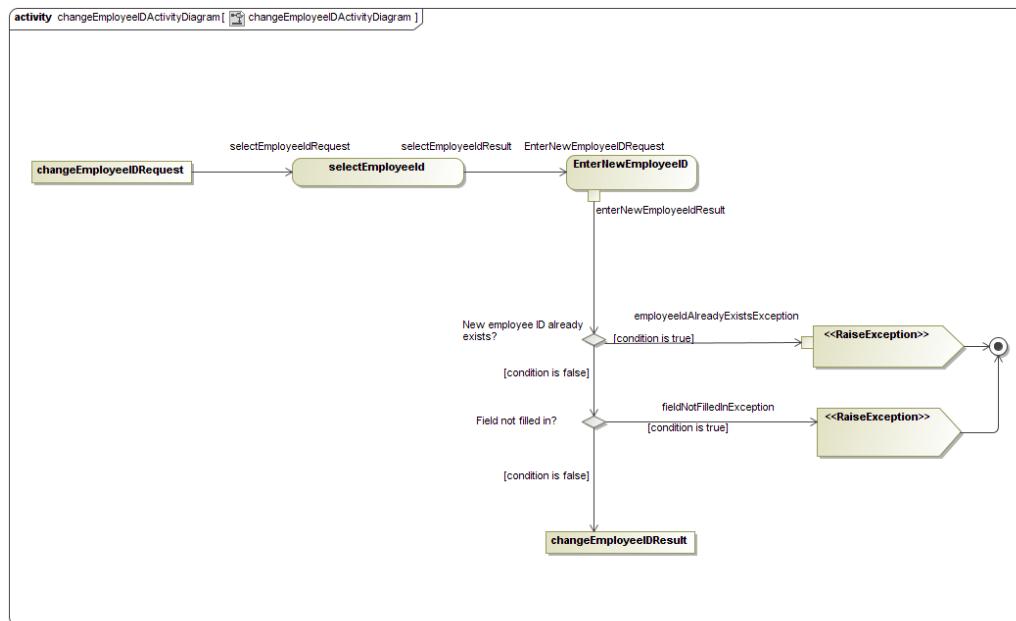 activity changeEmployeeIDActivityDiagram [ changeEmployeeIDActivityDiagram ]
selectEmployeeIdRequest
selectEmployeeIdResult
EnterNewEmployeeIDRequest
changeEmployeeIDRequest
selectEmployeeId
EnterNewEmployeeID
enterNewEmployeeIdResult
New employee ID already
exists?
employeeIdAlreadyExistsException
[condition is true]
<<RaiseException>>
[condition is false]
Field not filled in?
fieldNotFilledInException
[condition is true]
<<RaiseException>>
[condition is false]
changeEmployeeIDResult